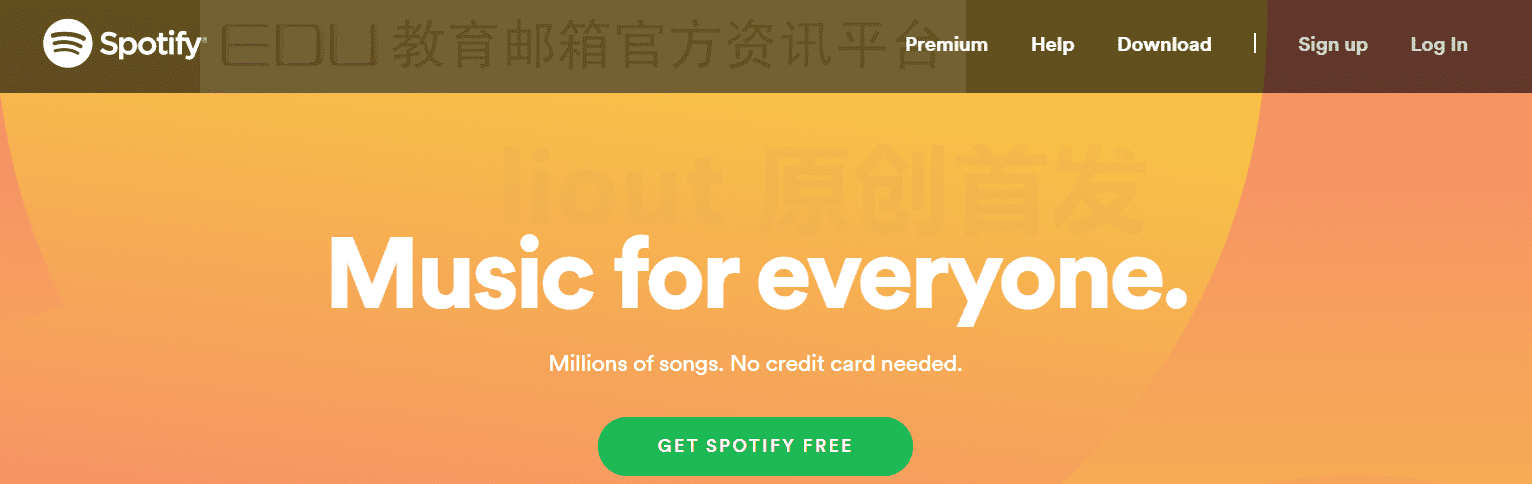 Spotify®
EDU 教育邮箱官方资讯平台
Premium
Help
Download
Sign up
Log In
ljout 原创首发
Music for everyone.
Millions of songs. No credit card needed.
GET SPOTIFY FREE